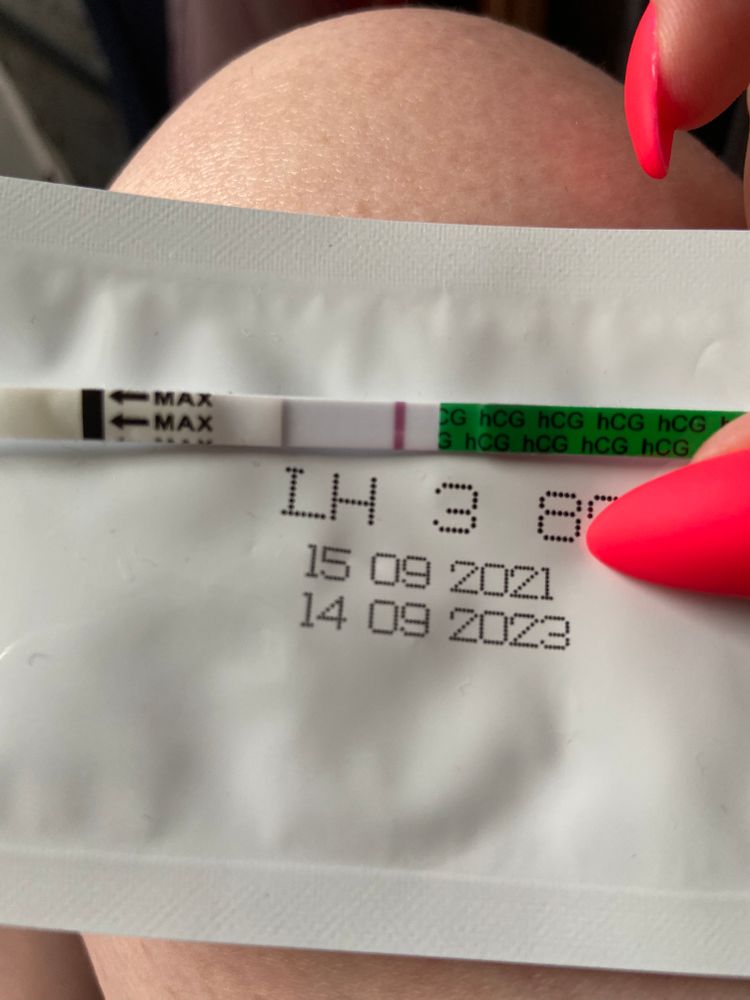 MAX
MAX
hCG hCG hCG hCG
hCG hCG hCG hCG
LH 3
15 09 2021
14 09 2023